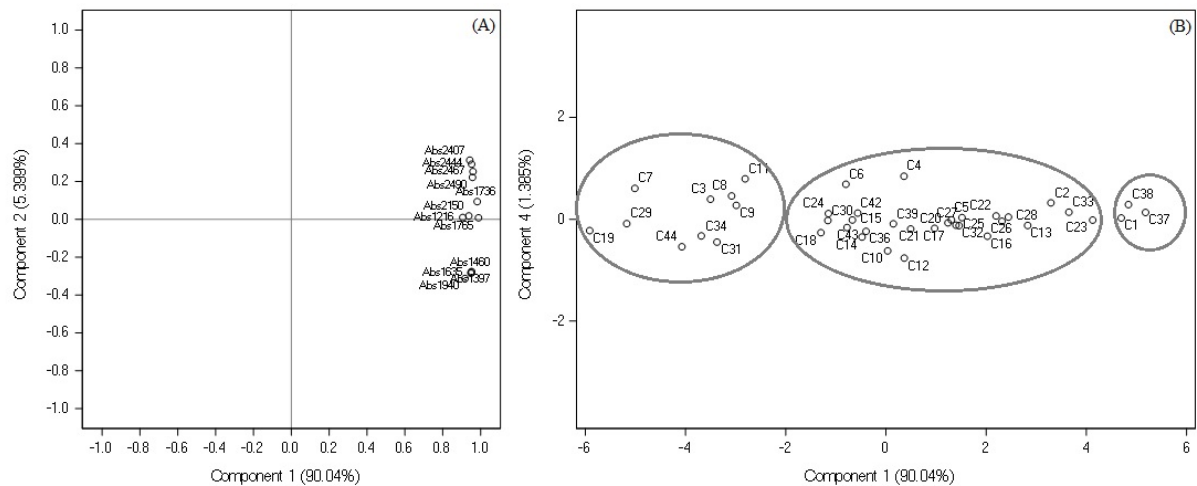 (A)
1.0
0.8
0.6
0.4
0.2
0.0
-0.2
-0.4
-0.6
-0.8
-1.0
Component 2 (5.399%)
Abs2407
Abs2444
Abs2467
Abs2490
Abs1736
Abs2150
Abs1216
Abs1765
Abs1460
Abs1635
Abs1397
Abs1940
-1.0 -0.8 -0.6 -0.4 -0.2 0.0 0.2 0.4 0.6 0.8 1.0
Component 1 (90.04%)
(B)
2
0
-2
Component 4 (1.385%)
C7
C11
C3
C8
C9
C29
C19
C34
C44
C31
C4
C6
C2
C24
C30
C42
C15
C39
C27
C5
C22
C33
C20
C25
C26
C28
C18
C43
C14
C36
C21
C17
C32
C16
C13
C23
C10
C12
C38
C1
C37
-6 -4 -2 0 2 4 6
Component 1 (90.04%)